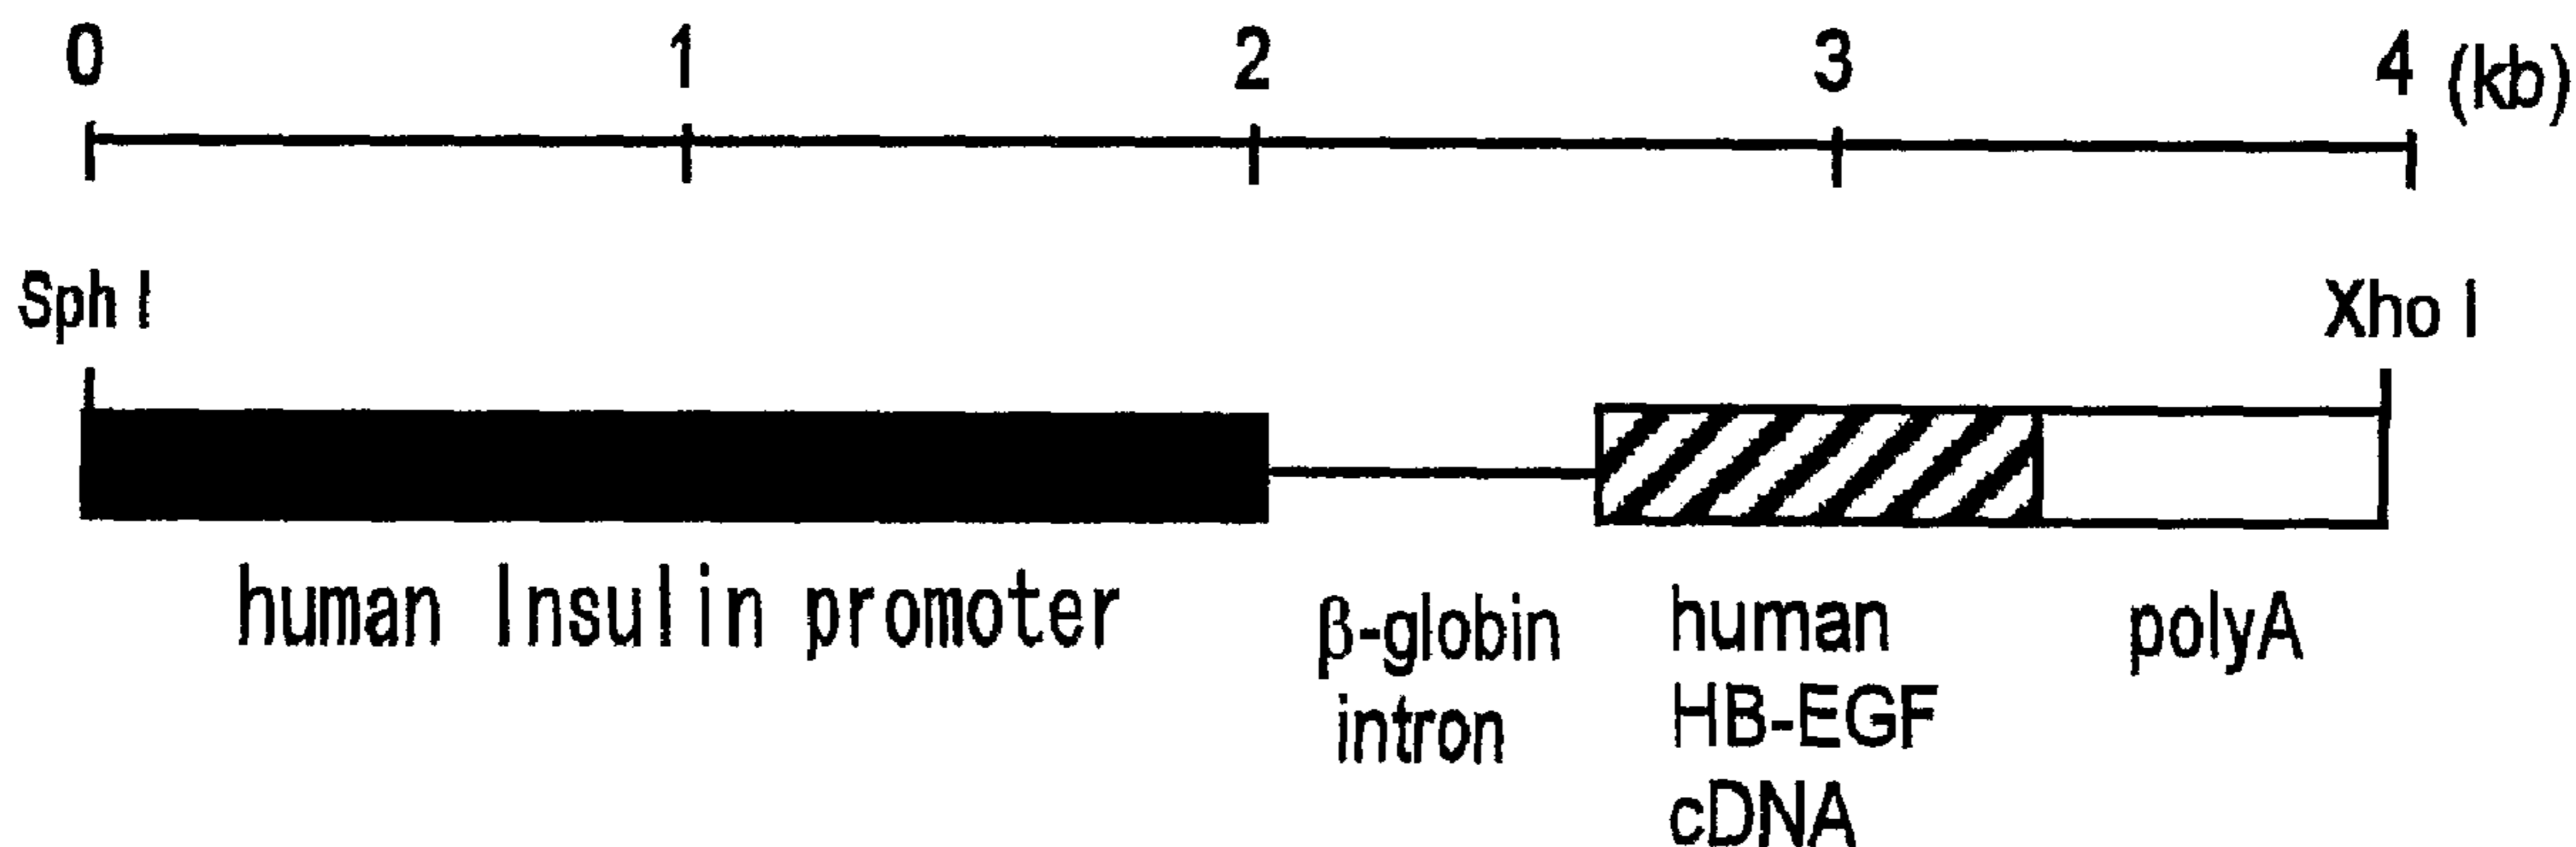 0 1 2 3 4 (kb)
Sph I Xho I
human Insulin promoter
β-globin
intron
human
HB-EGF
cDNA
polyA